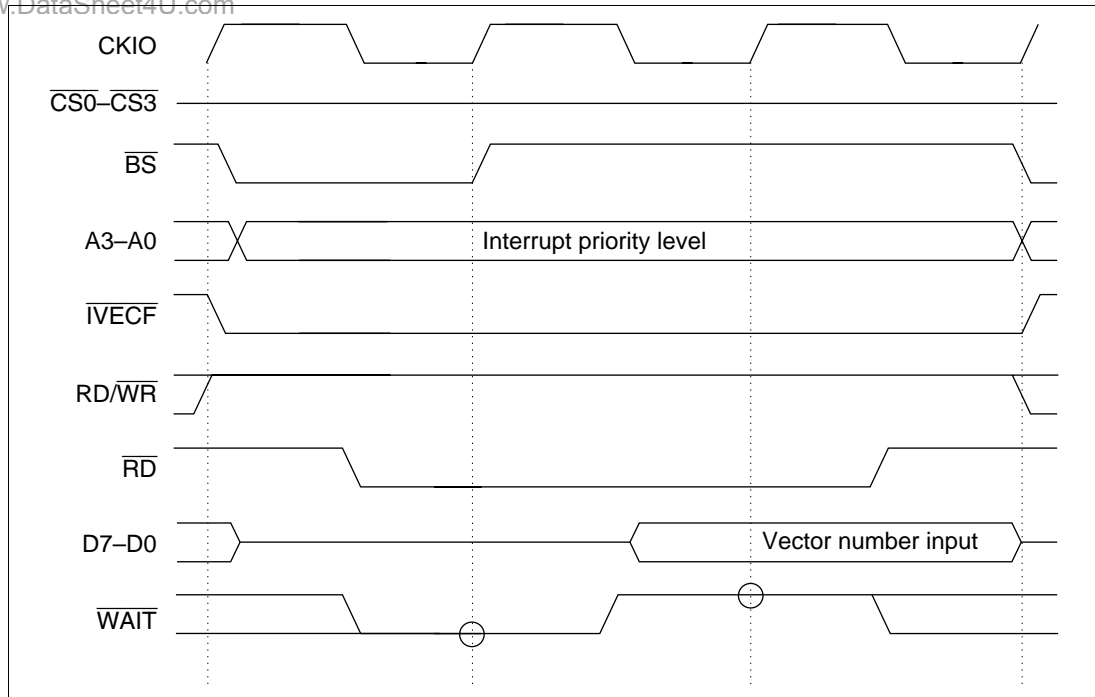 w.DataSheet4U.com
CKIO
CS0–CS3
BS
A3–A0
Interrupt priority level
IVECF
RD/WR
RD
D7–D0
Vector number input
WAIT